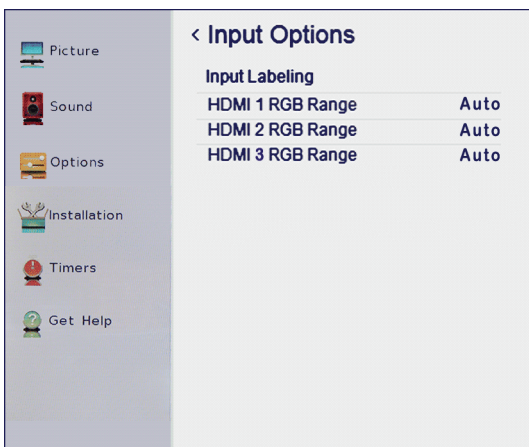 Picture
Sound
Options
Installation
Timers
Get Help
< Input Options
Input Labeling
HDMI 1 RGB Range Auto
HDMI 2 RGB Range Auto
HDMI 3 RGB Range Auto